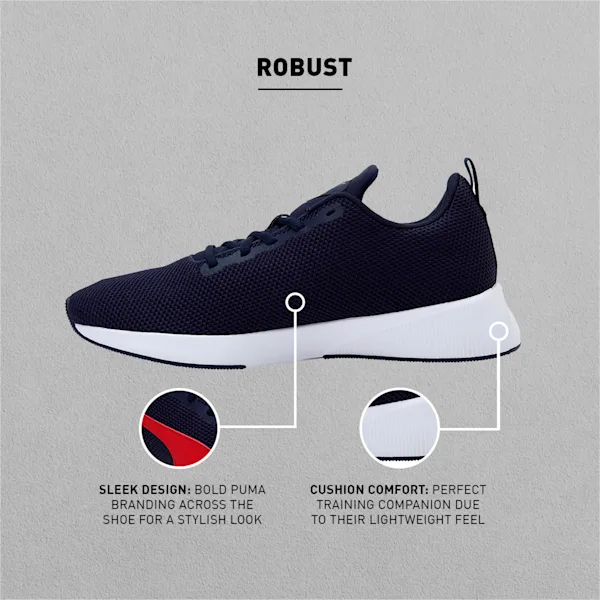 ROBUST
SLEEK DESIGN: BOLD PUMA
BRANDING ACROSS THE
SHOE FOR A STYLISH LOOK
CUSHION COMFORT: PERFECT
TRAINING COMPANION DUE
TO THEIR LIGHTWEIGHT FEEL